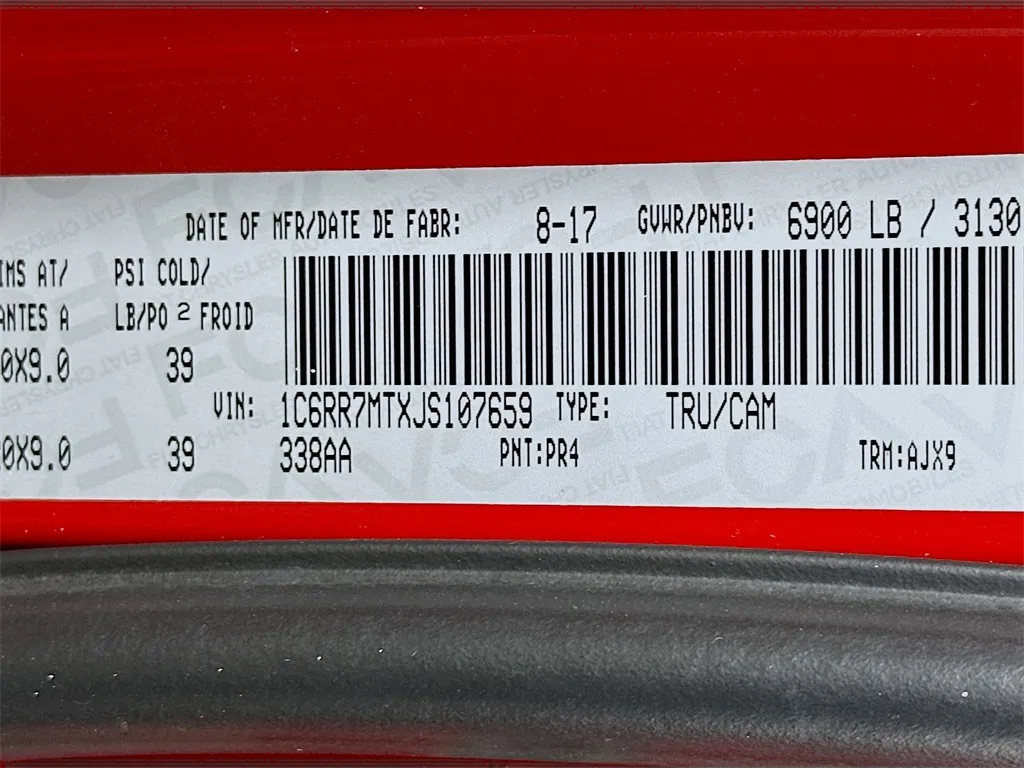 DATE OF MFR/DATE DE FABR: 8-17 GVWR/PNBV: 6900 LB / 3130
IMS AT/ PSI COLD/
ANTES A LB/PO 2 FROID
0X9.0 39
VIN: 1C6RR7MTXJS107659 TYPE: TRU/CAM
0X9.0 39 338AA PNT:PR4 TRM:AJX9